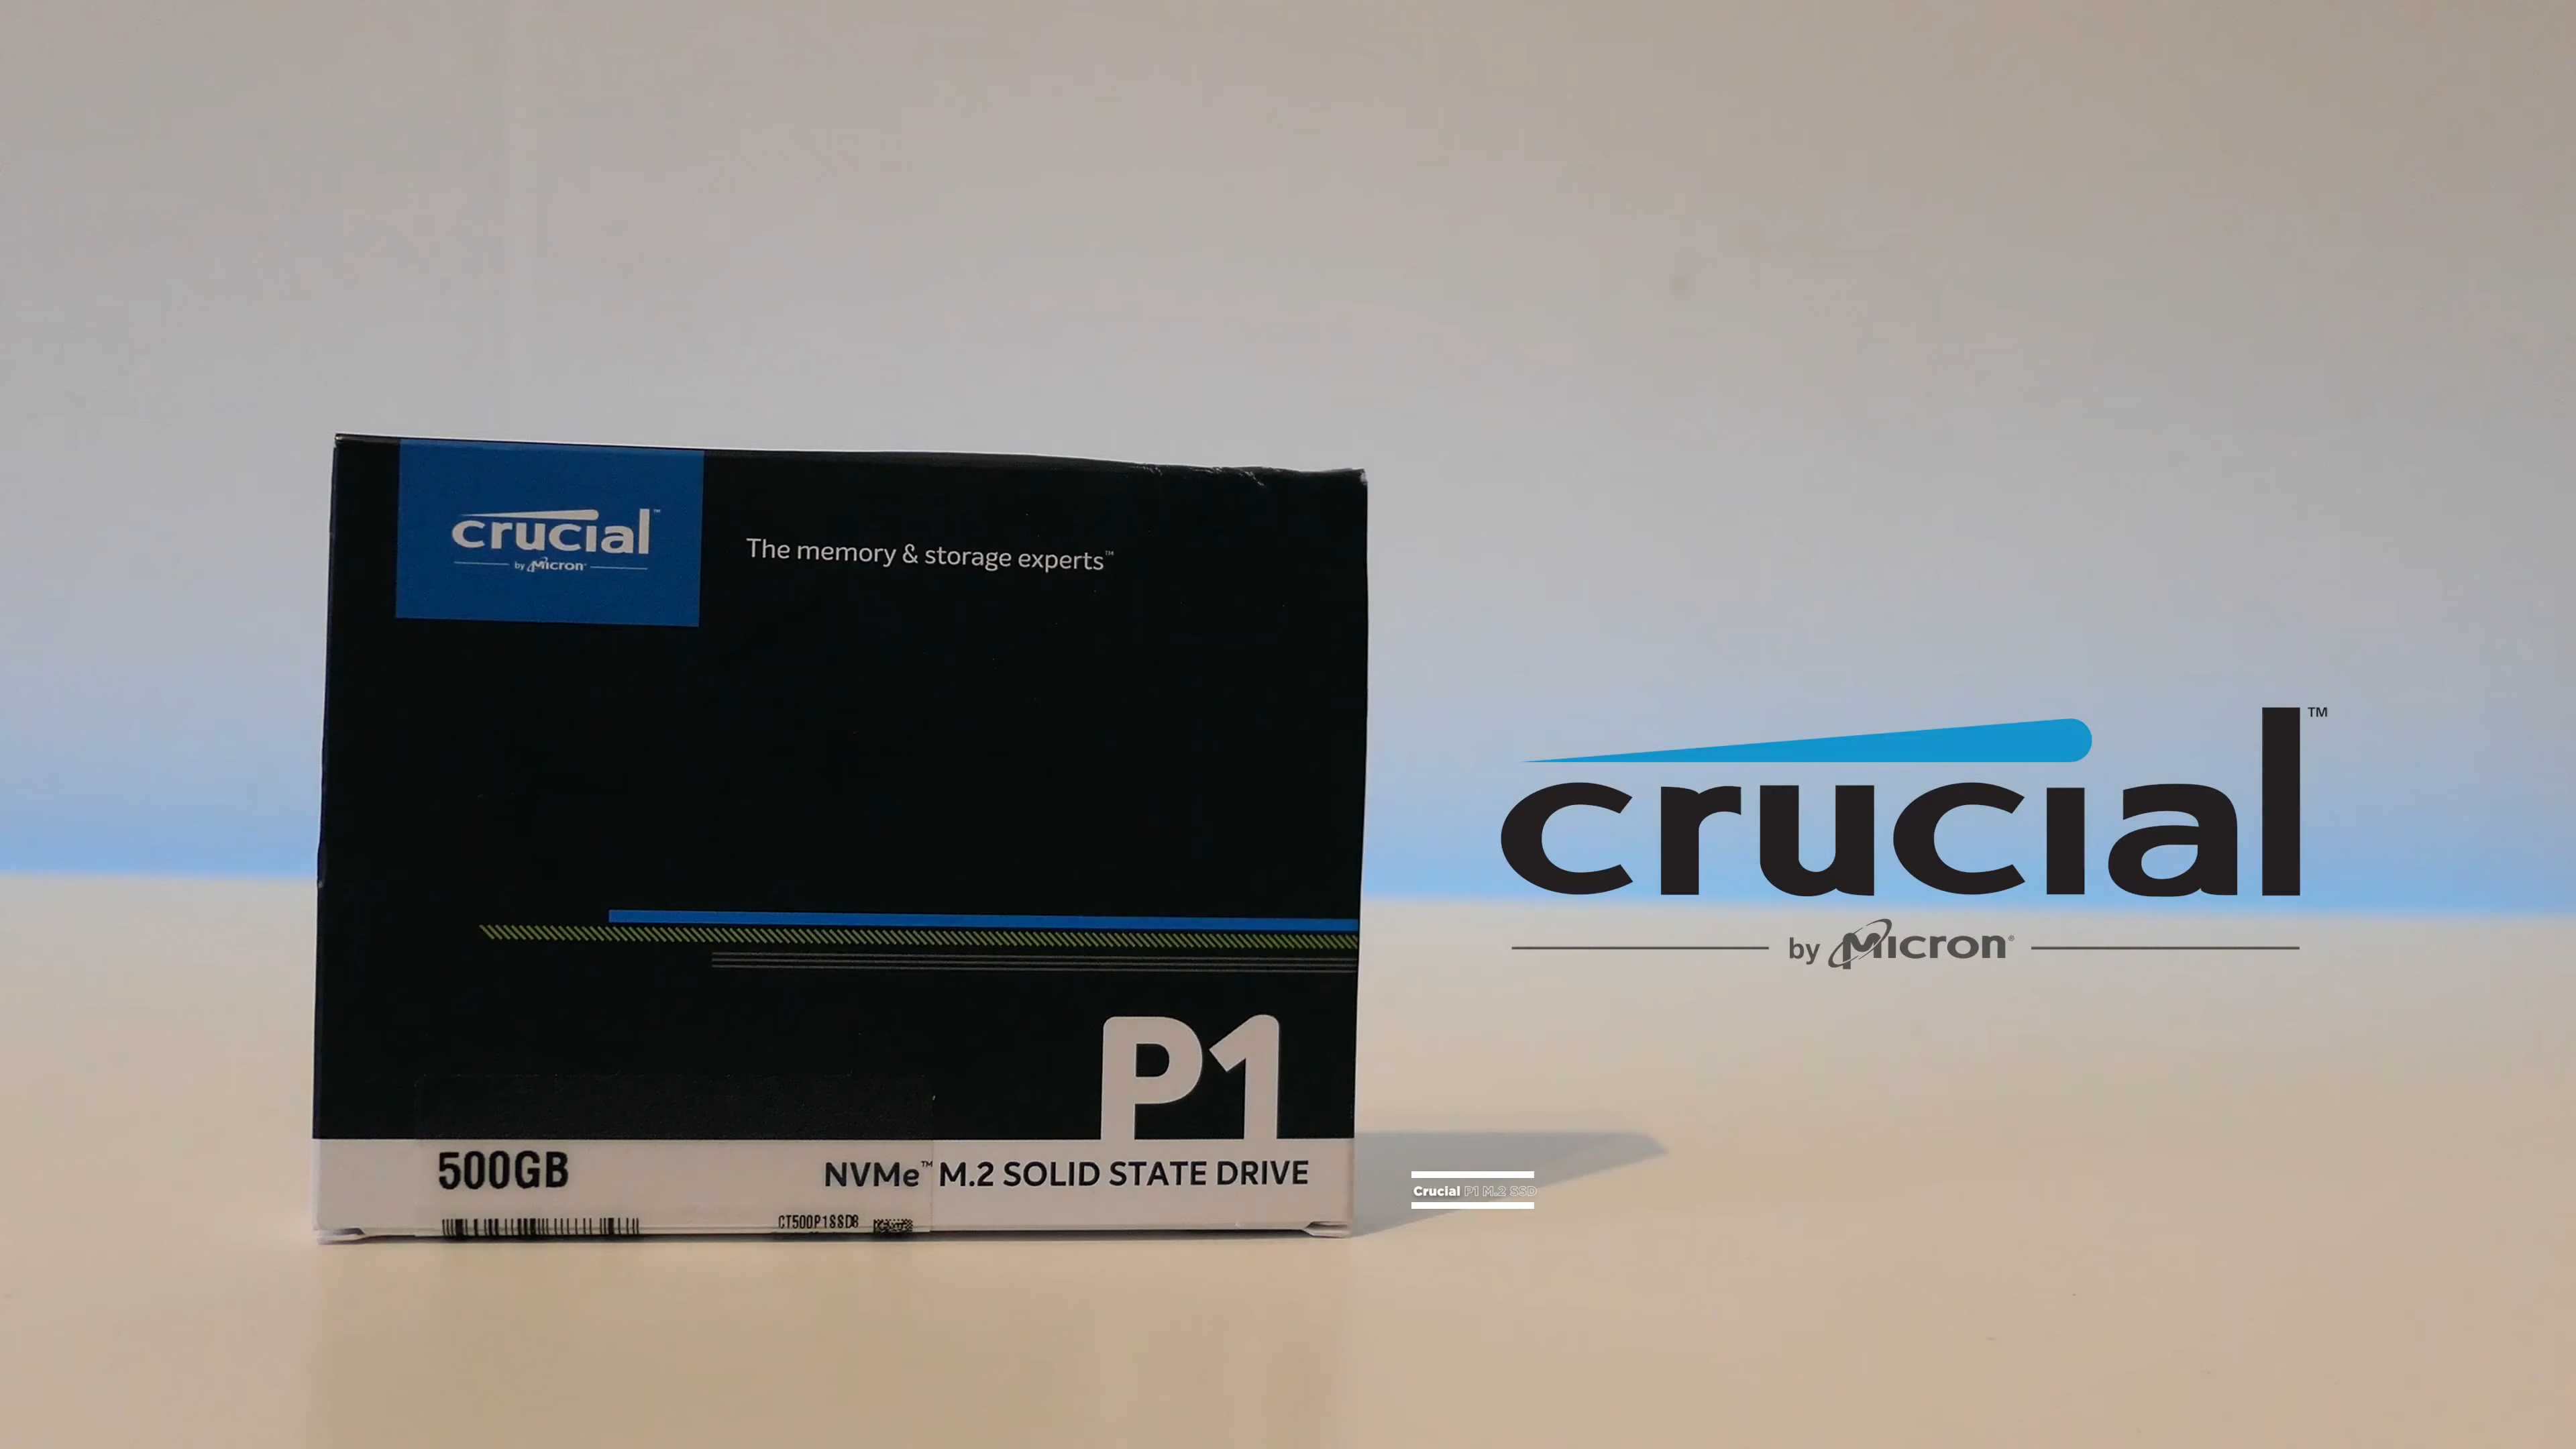 crucial™
by Micron®
The memory & storage experts™
P1
500GB
NVMe™ M.2 SOLID STATE DRIVE
CT500P1SSD8
crucial™
by Micron®
Crucial P1 M.2 SSD